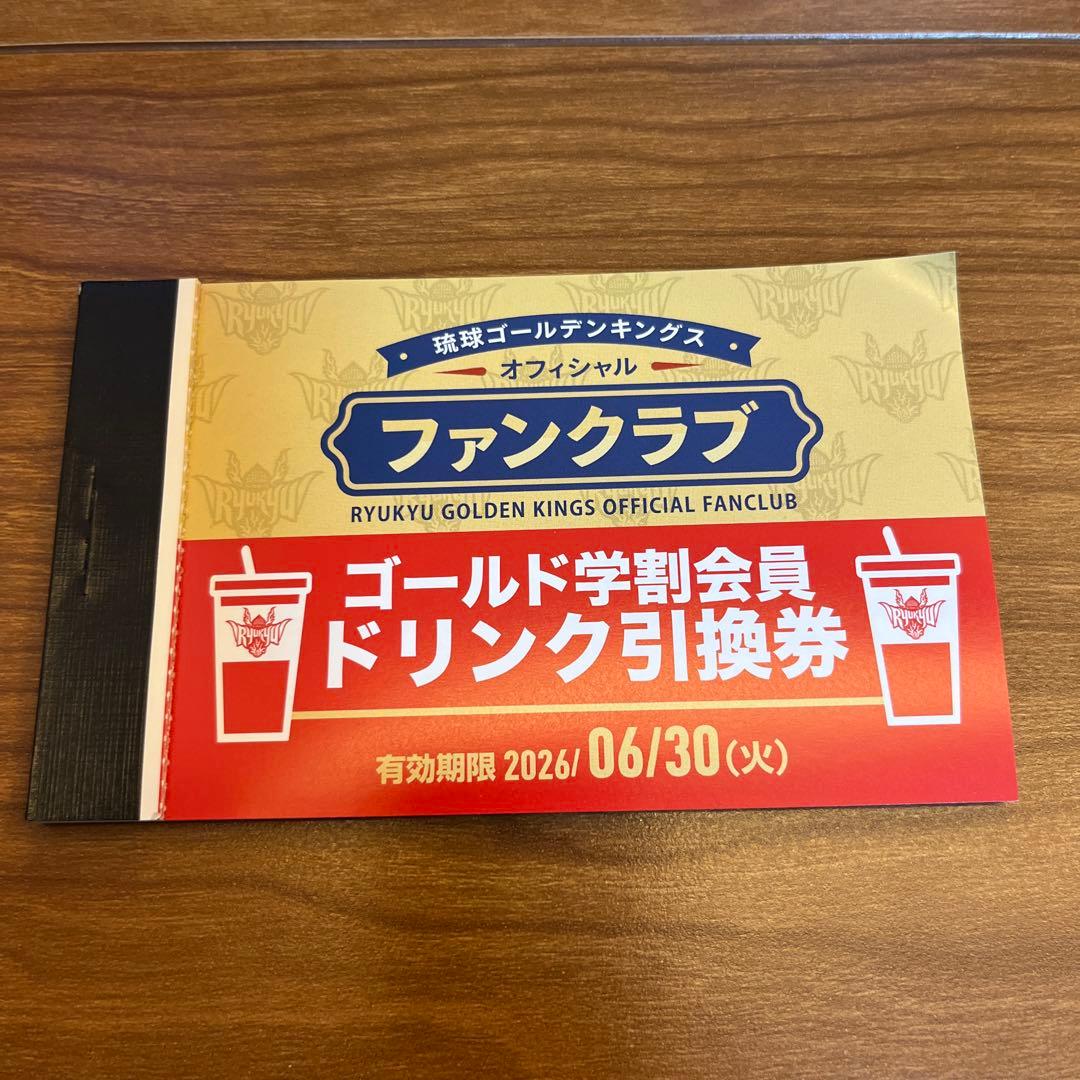 琉球ゴールデンキングス
オフィシャル
ファンクラブ
RYUKYU GOLDEN KINGS OFFICIAL FANCLUB
ゴールド学割会員
ドリンク引換券
RYUKYU
RYUKYU
有効期限 2026/06/30(火)